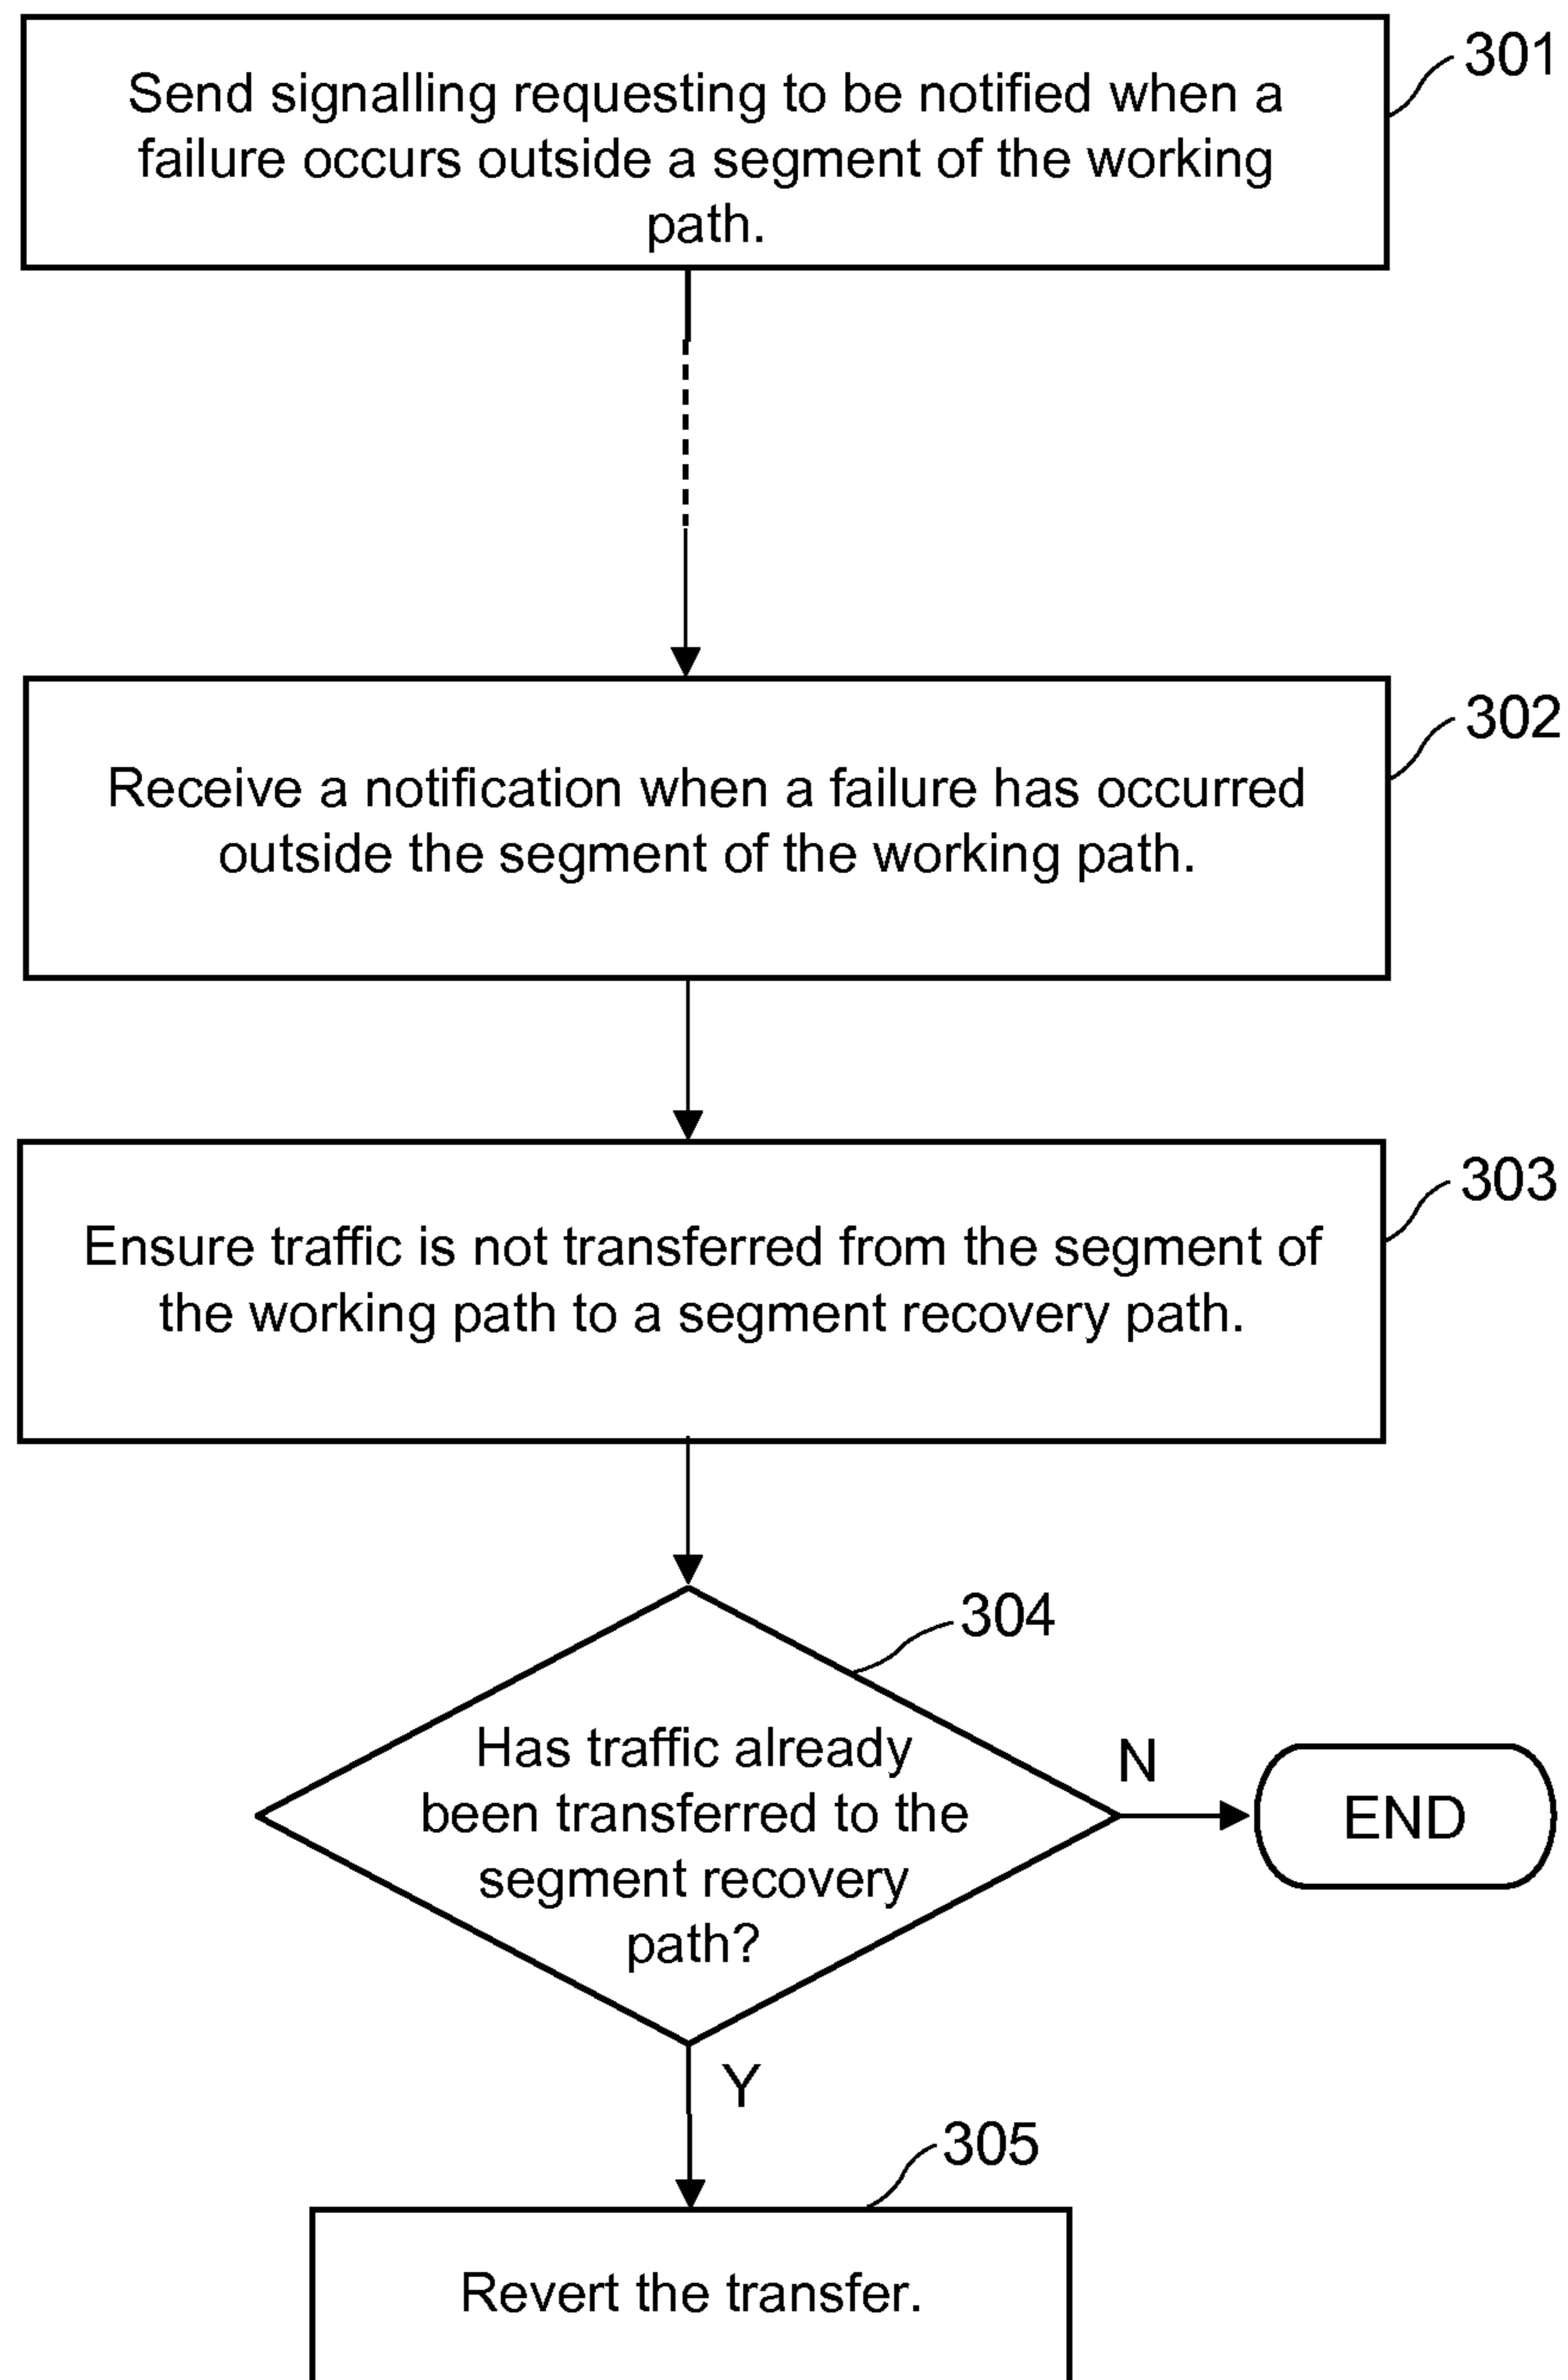 301
Send signalling requesting to be notified when a
failure occurs outside a segment of the working
path.
302
Receive a notification when a failure has occurred
outside the segment of the working path.
303
Ensure traffic is not transferred from the segment of
the working path to a segment recovery path.
304
Has traffic already
been transferred to the
segment recovery
path?
N
END
Y
305
Revert the transfer.